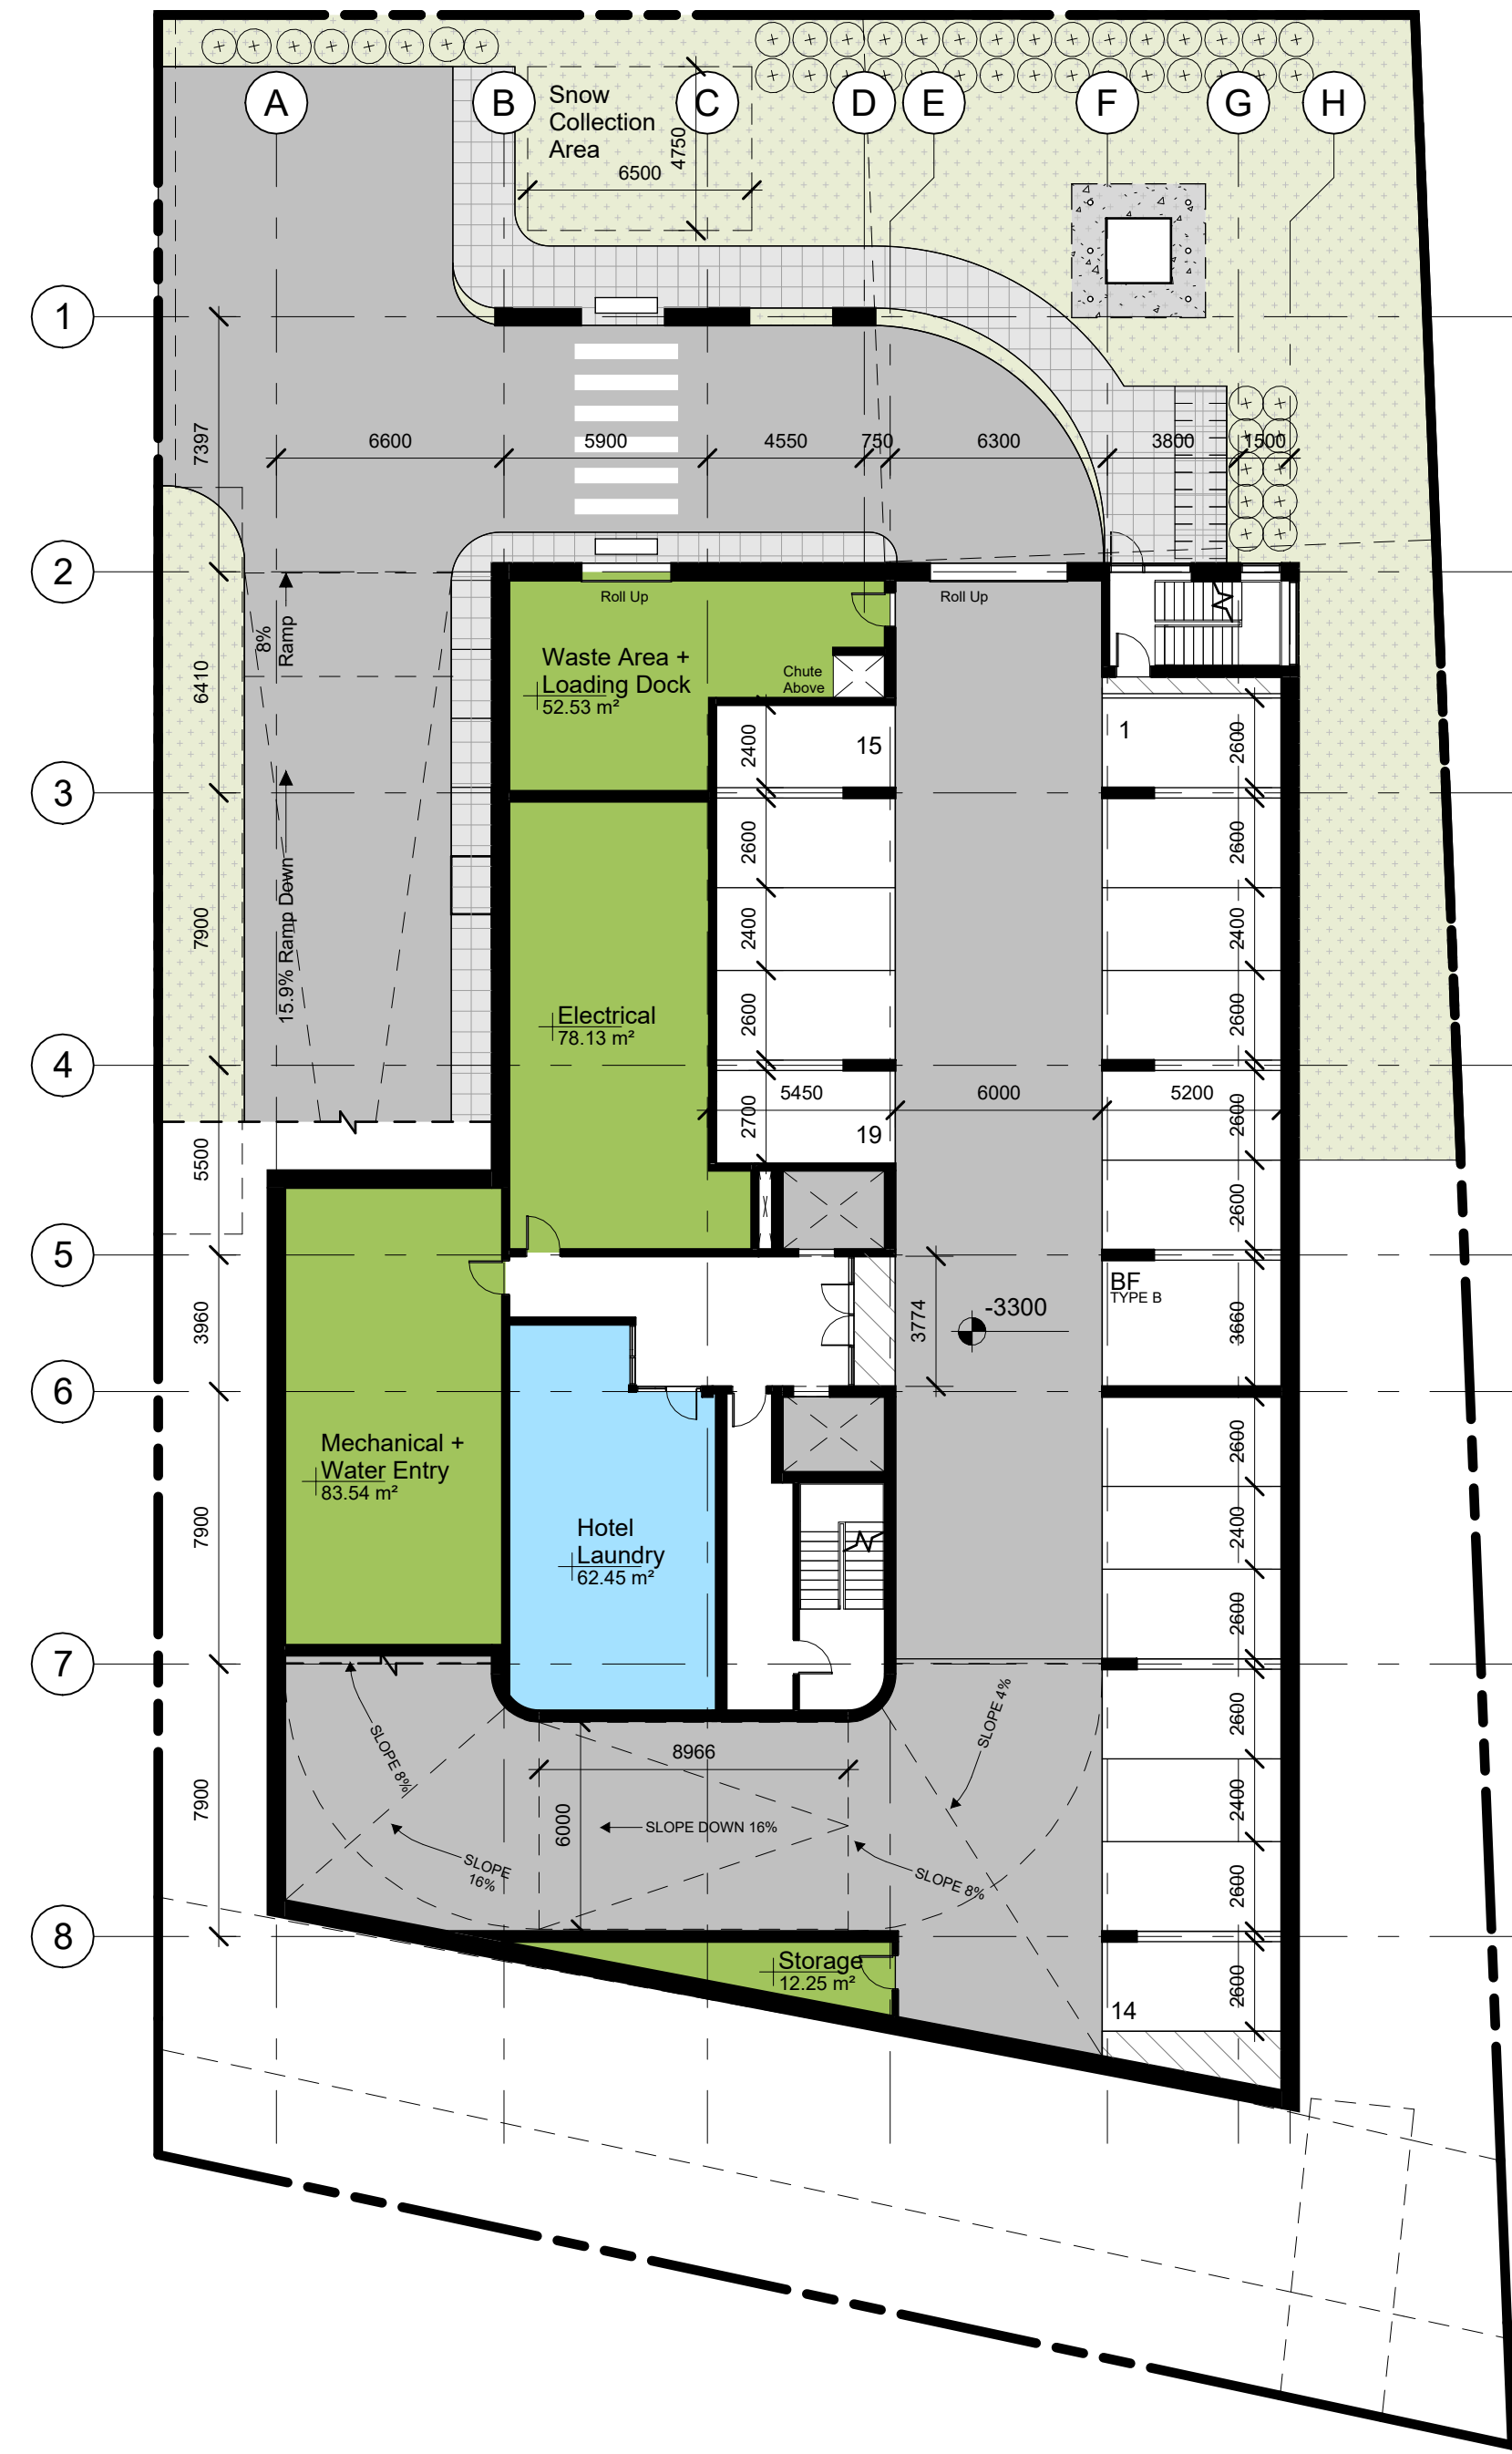 A
B
C
D
E
F
G
H
Snow
Collection
Area
4750
6500
1
7397
6600
5900
4550
750
6300
3800
1500
2
Roll Up
Roll Up
8%
Ramp
Waste Area +
Loading Dock
52.53 m²
Chute
Above
6410
2400
15
1
2600
3
2600
2600
7900
15.9% Ramp Down
2400
2400
Electrical
78.13 m²
2600
2600
4
5450
6000
5200
2700
19
2600
5500
2600
5
BF
TYPE B
3960
3774
-3300
3660
6
Mechanical +
Water Entry
83.54 m²
2600
7900
Hotel
Laundry
62.45 m²
2400
2600
7
SLOPE 4%
2600
SLOPE 8%
8966
7900
6000
SLOPE DOWN 16%
2400
SLOPE
16%
SLOPE 8%
2600
8
Storage
12.25 m²
2600
14